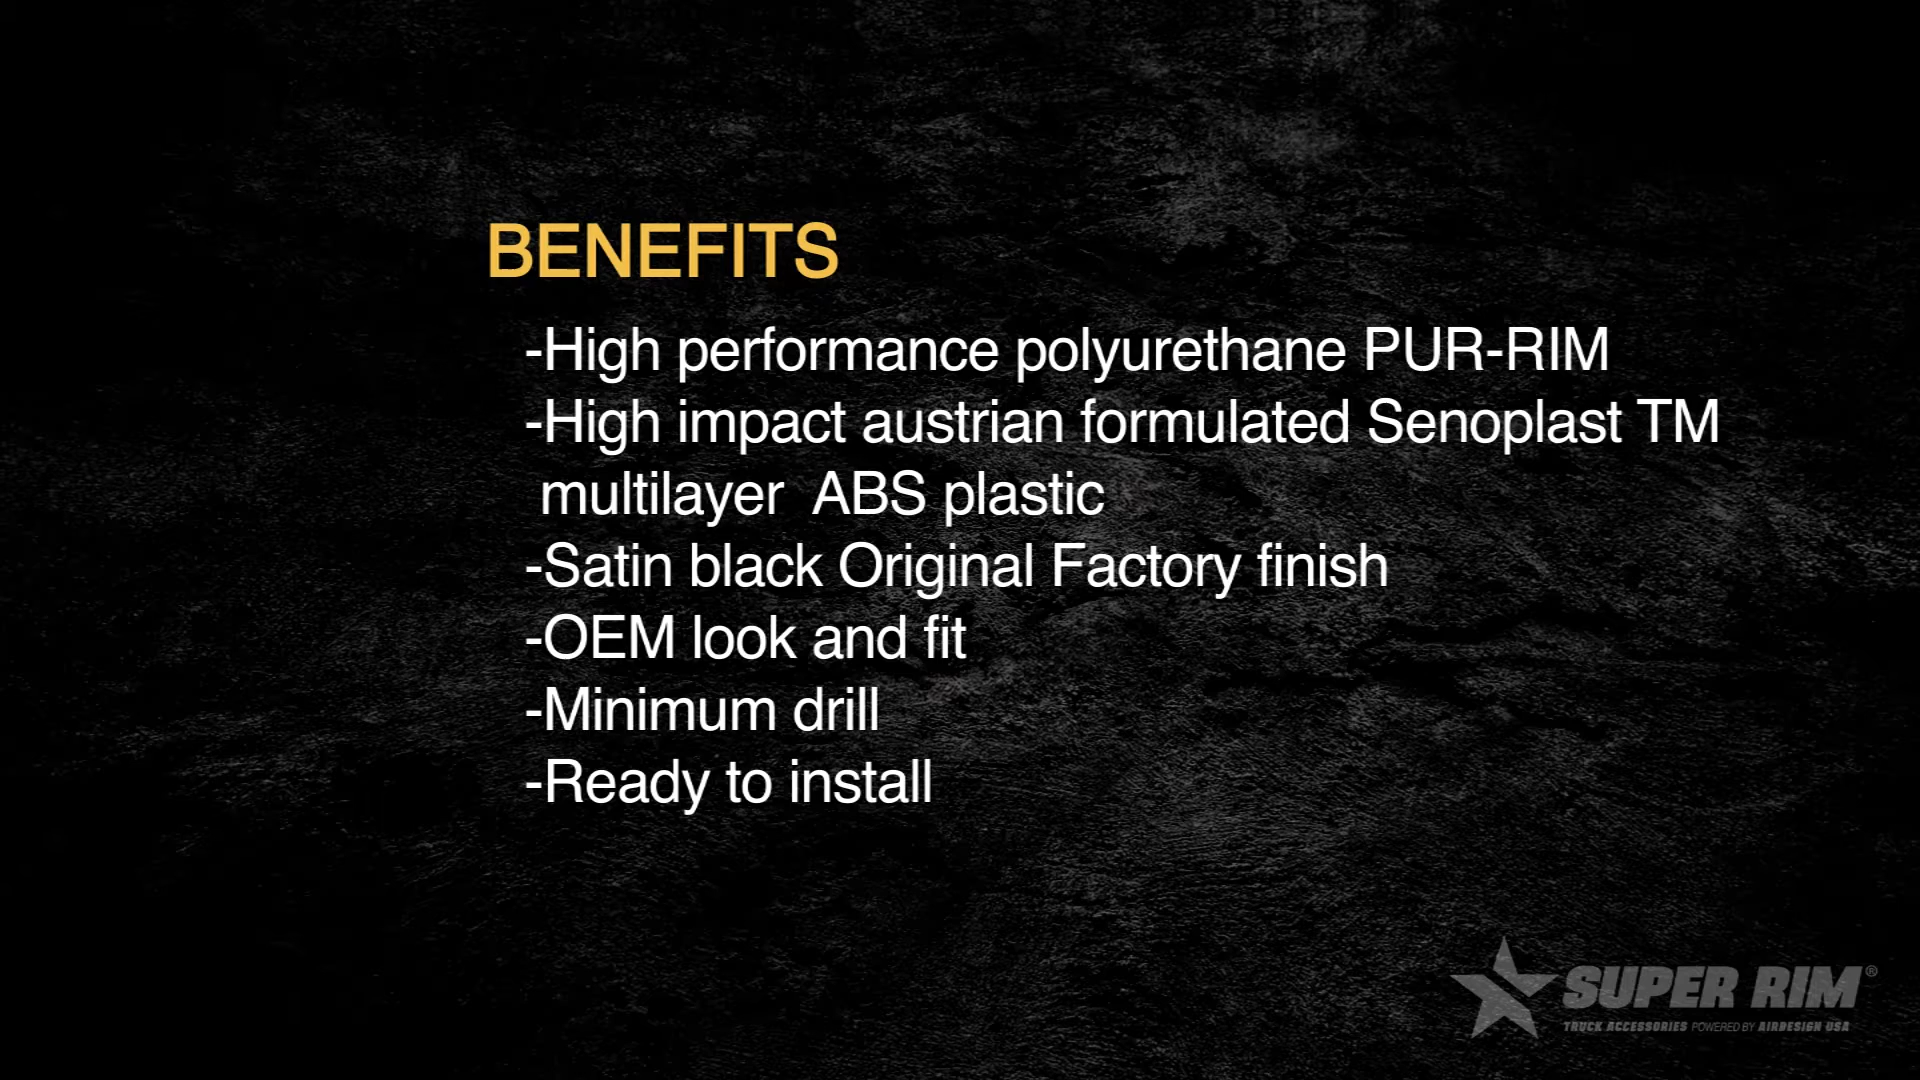 BENEFITS
-High performance polyurethane PUR-RIM
-High impact austrian formulated Senoplast TM
multilayer  ABS plastic
-Satin black Original Factory finish
-OEM look and fit
-Minimum drill
-Ready to install
SUPER RIM®
TRUCK ACCESSORIES POWERED BY AIRDESIGN USA